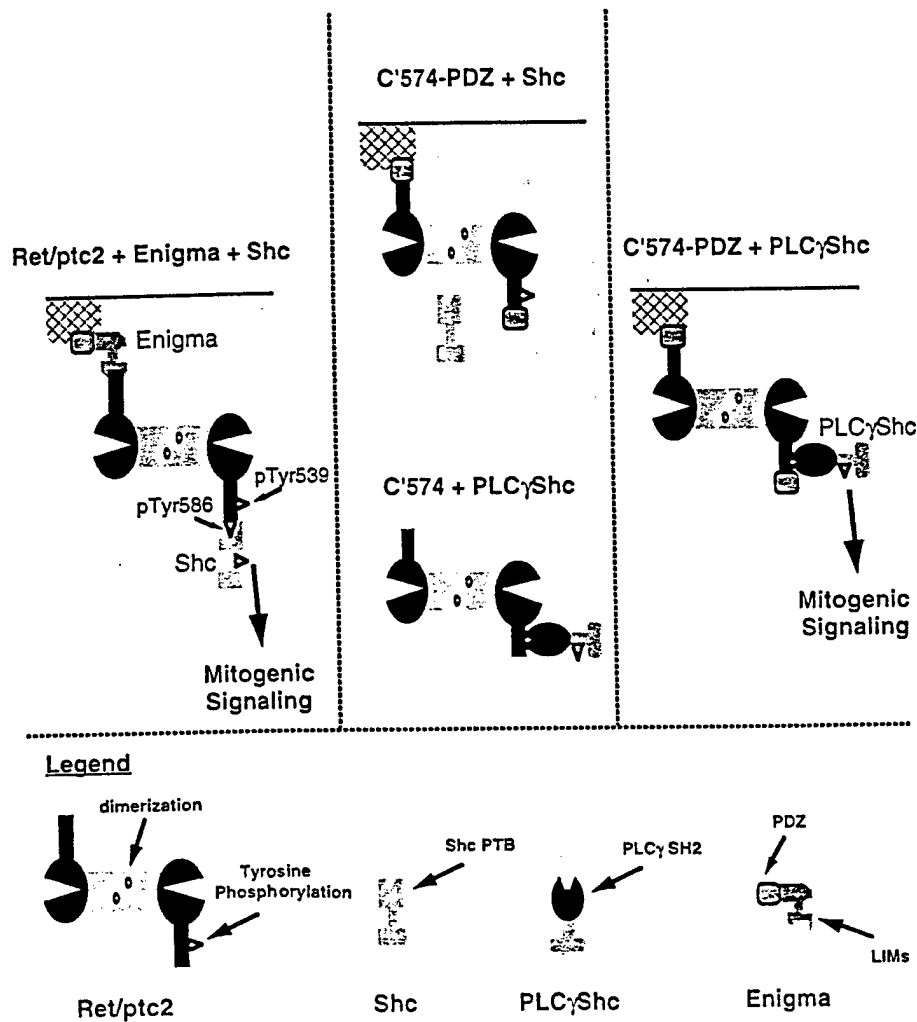 C'574-PDZ + Shc
Ret/ptc2 + Enigma + Shc
C'574-PDZ + PLCγShc
Enigma
PLCγShc
pTyr539
pTyr586
C'574 + PLCγShc
Shc
Mitogenic
Signaling
Mitogenic
Signaling
Legend
dimerization
Tyrosine
Phosphorylation
Shc PTB
PLCγ SH2
PDZ
LIMs
Ret/ptc2
Shc
PLCγShc
Enigma